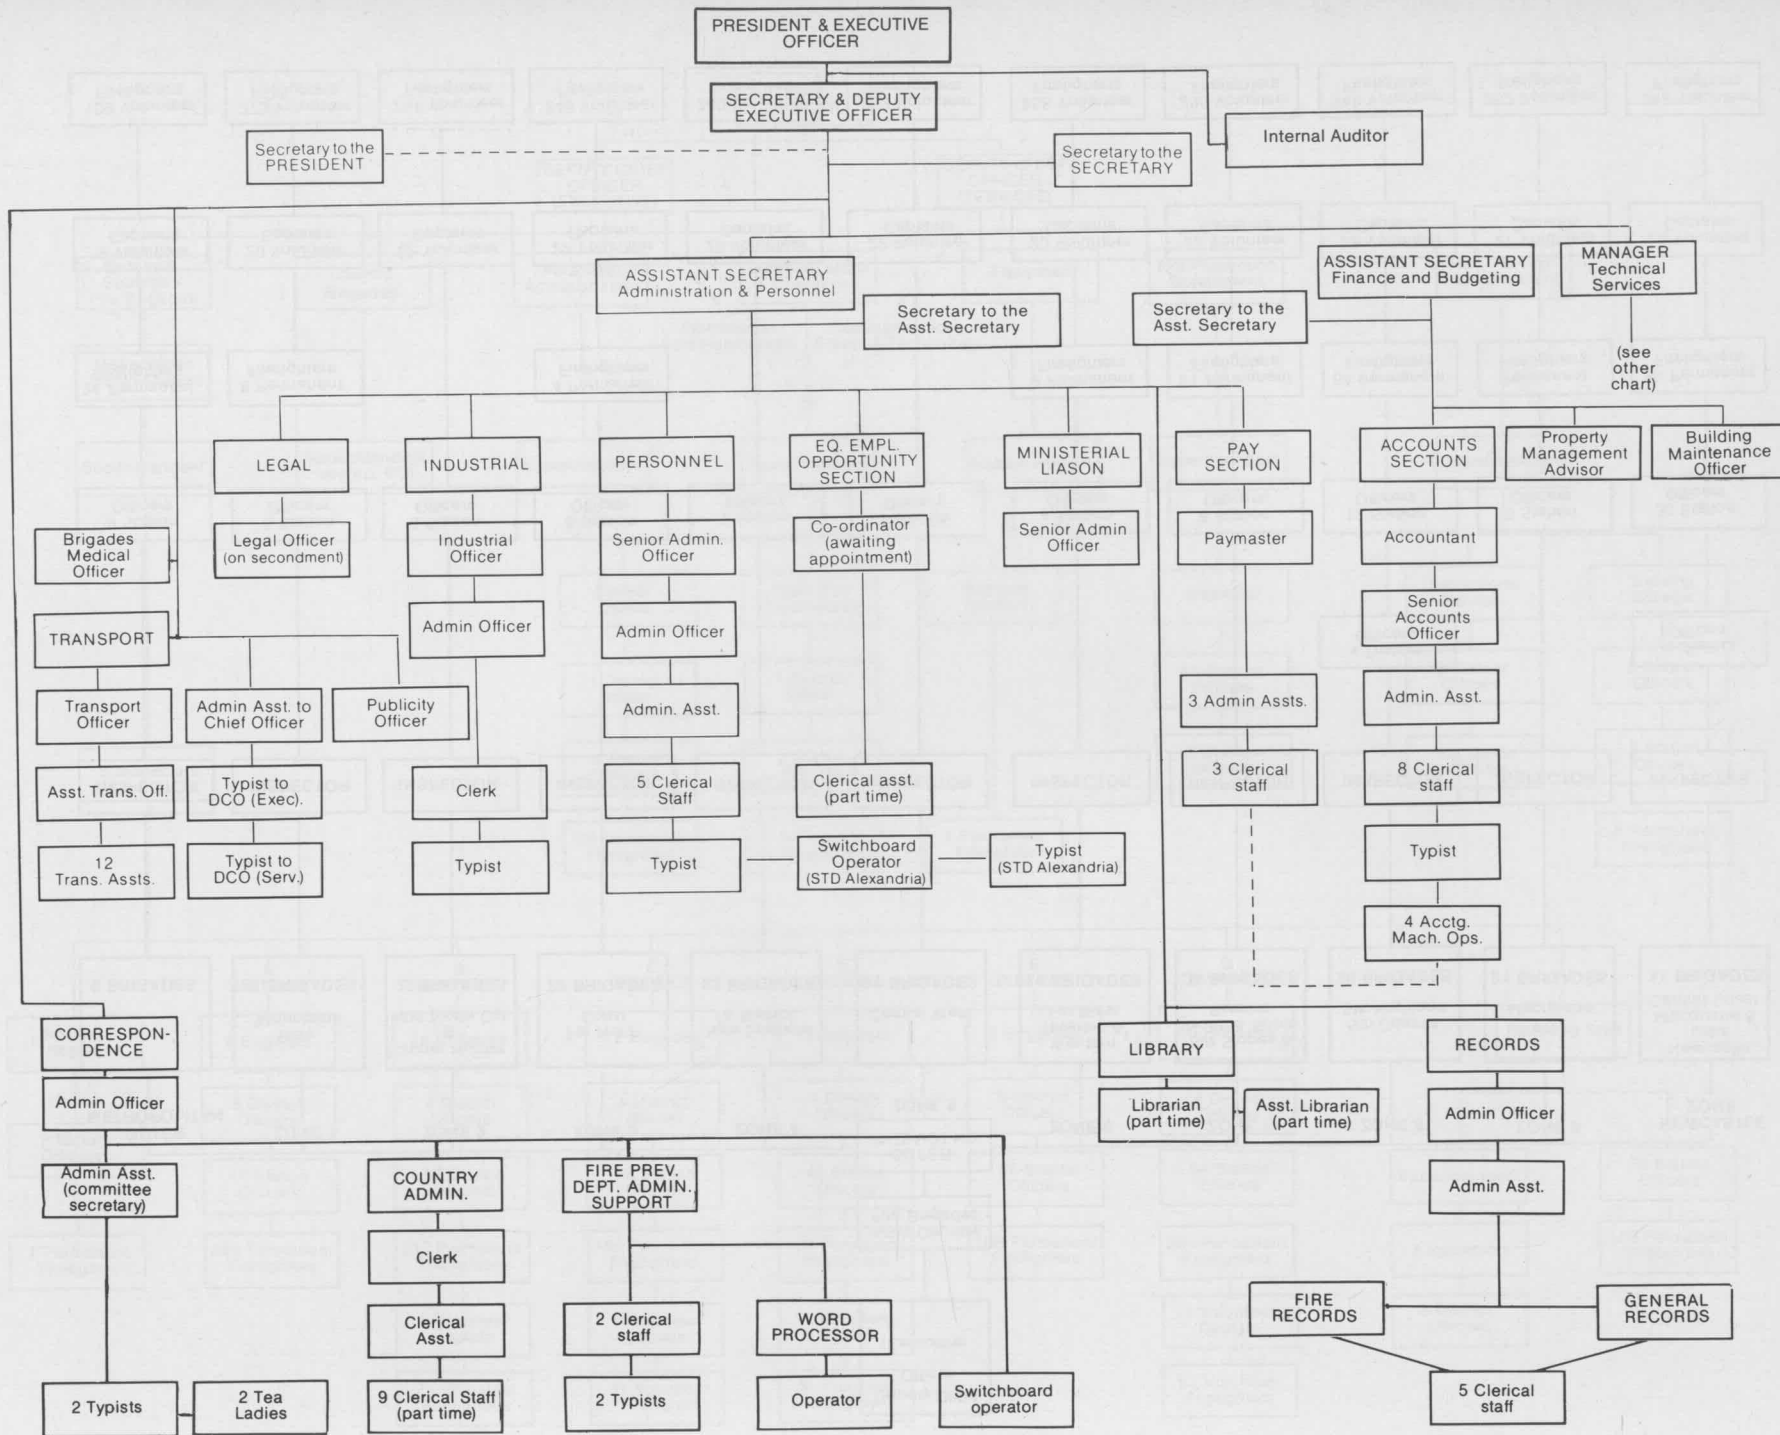 PRESIDENT & EXECUTIVE
OFFICER
SECRETARY & DEPUTY
EXECUTIVE OFFICER
Internal Auditor
Secretary to the
PRESIDENT
Secretary to the
SECRETARY
ASSISTANT SECRETARY
Administration & Personnel
Secretary to the
Asst. Secretary
ASSISTANT SECRETARY
Finance and Budgeting
Secretary to the
Asst. Secretary
MANAGER
Technical
Services
(see
other
chart)
LEGAL
INDUSTRIAL
PERSONNEL
EQ. EMPL.
OPPORTUNITY
SECTION
MINISTERIAL
LIASON
PAY
SECTION
ACCOUNTS
SECTION
Property
Management
Advisor
Building
Maintenance
Officer
Brigades
Medical
Officer
Legal Officer
(on secondment)
Industrial
Officer
Senior Admin.
Officer
Co-ordinator
(awaiting
appointment)
Senior Admin
Officer
Paymaster
Accountant
TRANSPORT
Admin Officer
Admin Officer
Senior
Accounts
Officer
Transport
Officer
Admin Asst. to
Chief Officer
Publicity
Officer
Admin. Asst.
3 Admin Assts.
Admin. Asst.
Asst. Trans. Off.
Typist to
DCO (Exec).
Clerk
5 Clerical
Staff
Clerical asst.
(part time)
3 Clerical
staff
8 Clerical
staff
12
Trans. Assts.
Typist to
DCO (Serv.)
Typist
Typist
Switchboard
Operator
(STD Alexandria)
Typist
(STD Alexandria)
Typist
4 Acctg.
Mach. Ops.
CORRESPON-
DENCE
LIBRARY
RECORDS
Admin Officer
Librarian
(part time)
Asst. Librarian
(part time)
Admin Officer
Admin Asst.
(committee
secretary)
COUNTRY
ADMIN.
FIRE PREV.
DEPT. ADMIN.
SUPPORT
Admin Asst.
Clerk
Clerical
Asst.
2 Clerical
staff
WORD
PROCESSOR
FIRE
RECORDS
GENERAL
RECORDS
2 Typists
2 Tea
Ladies
9 Clerical Staff
(part time)
2 Typists
Operator
Switchboard
operator
5 Clerical
staff